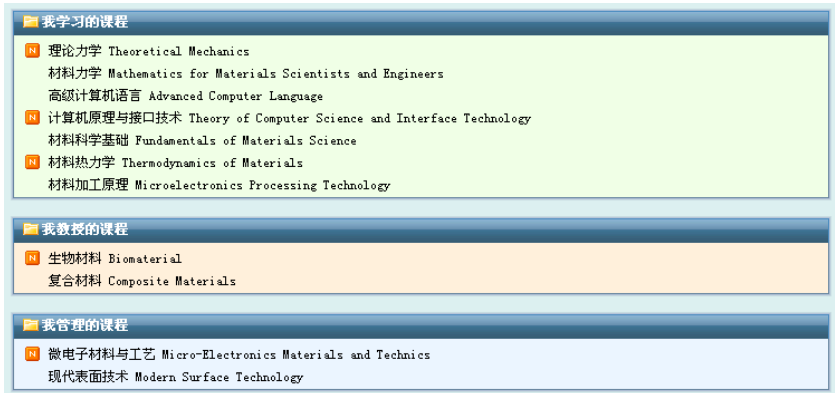 我学习的课程
N 理论力学 Theoretical Mechanics
材料力学 Mathematics for Materials Scientists and Engineers
高级计算机语言 Advanced Computer Language
N 计算机原理与接口技术 Theory of Computer Science and Interface Technology
材料科学基础 Fundamentals of Materials Science
N 材料热力学 Thermodynamics of Materials
材料加工原理 Microelectronics Processing Technology
我教授的课程
N 生物材料 Biomaterial
复合材料 Composite Materials
我管理的课程
N 微电子材料与工艺 Micro-Electronics Materials and Technics
现代表面技术 Modern Surface Technology